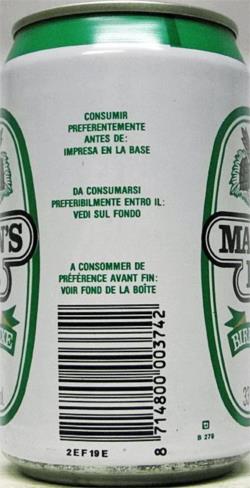 CONSUMIR
PREFERENTEMENTE
ANTES DE:
IMPRESA EN LA BASE
DA CONSUMARSI
PREFERIBILMENTE ENTRO IL:
VEDI SUL FONDO
A CONSOMMER DE
PRÉFÉRENCE AVANT FIN:
VOIR FOND DE LA BOÎTE
8 714800 003742
2EF19E
B 279
N'S
MA